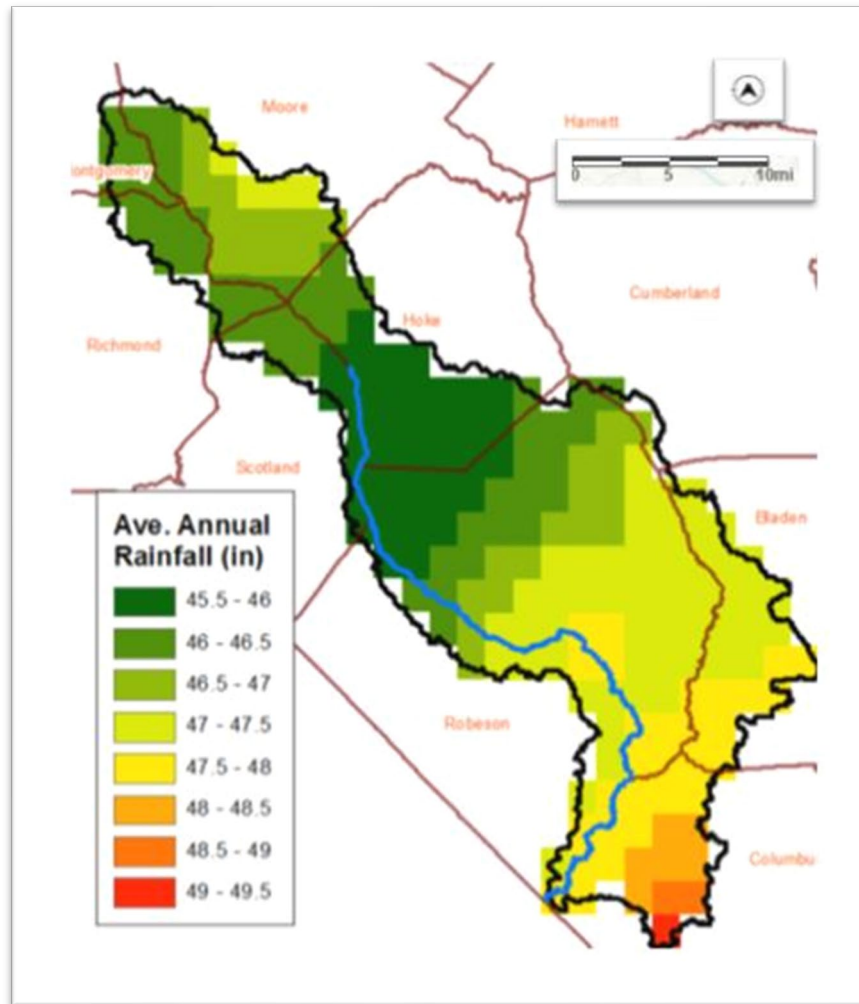 Moore
Harnett
ontgomery
0 5 10mi
Cumberland
Hoke
Richmond
Scotland
Ave. Annual
Rainfall (in)
Bladen
45.5 - 46
46 - 46.5
46.5 - 47
47 - 47.5
Robeson
47.5 - 48
48 - 48.5
48.5 - 49
Columbu
49 - 49.5